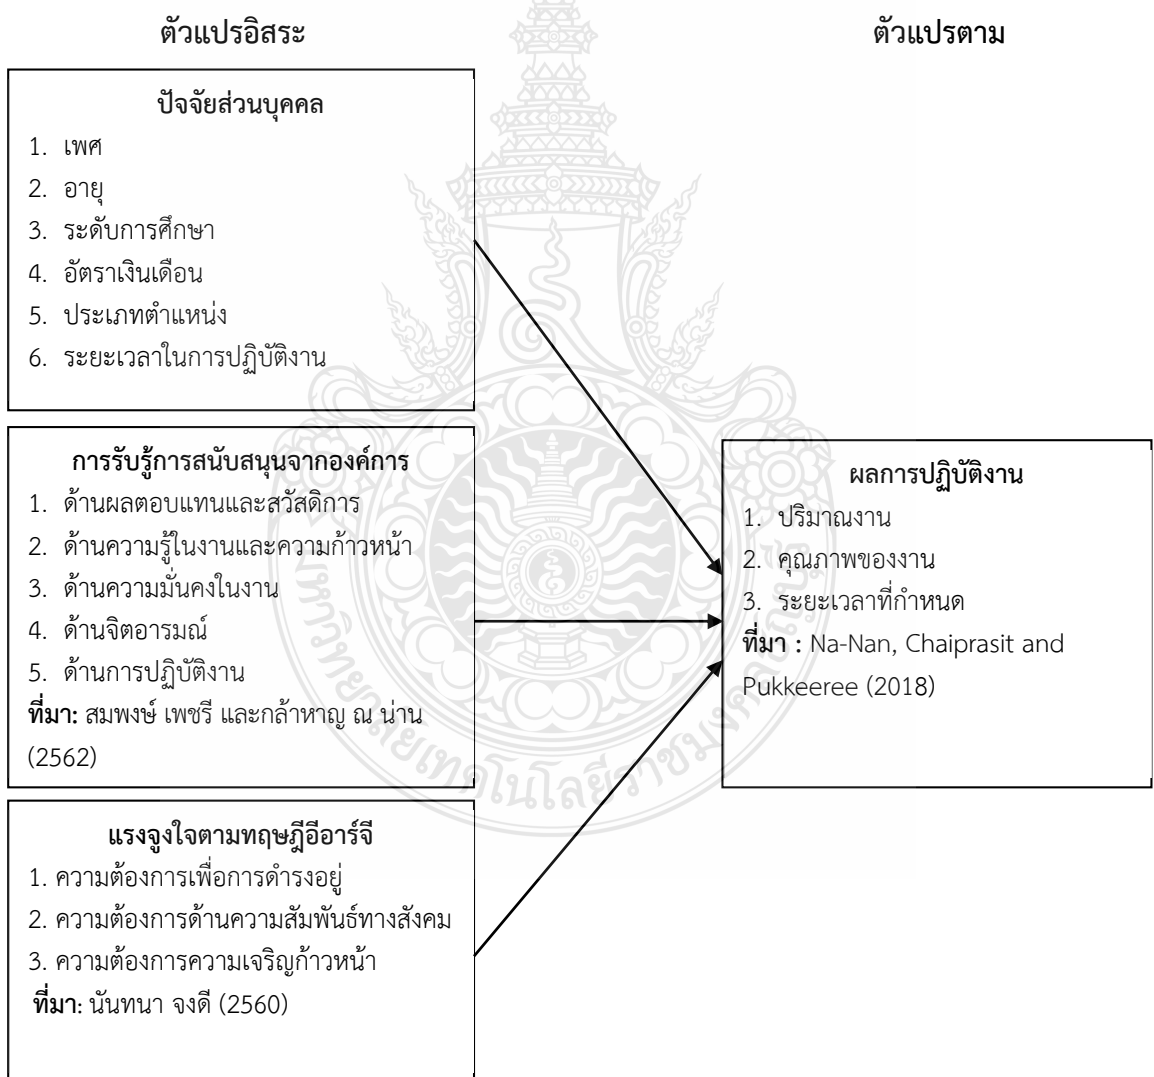 ตัวแปรอิสระ
ตัวแปรตาม
ปัจจัยส่วนบุคคล
1. เพศ
2. อายุ
3. ระดับการศึกษา
4. อัตราเงินเดือน
5. ประเภทตำแหน่ง
6. ระยะเวลาในการปฏิบัติงาน
การรับรู้การสนับสนุนจากองค์การ
1. ด้านผลตอบแทนและสวัสดิการ
2. ด้านความรู้ในงานและความก้าวหน้า
3. ด้านความมั่นคงในงาน
4. ด้านจิตอารมณ์
5. ด้านการปฏิบัติงาน
ที่มา: สมพงษ์ เพชรี และกล้าหาญ ณ น่าน
(2562)
แรงจูงใจตามทฤษฎีอีอาร์จี
1. ความต้องการเพื่อการดำรงอยู่
2. ความต้องการด้านความสัมพันธ์ทางสังคม
3. ความต้องการความเจริญก้าวหน้า
ที่มา: นันทนา จงดี (2560)
ผลการปฏิบัติงาน
1. ปริมาณงาน
2. คุณภาพของงาน
3. ระยะเวลาที่กำหนด
ที่มา : Na-Nan, Chaiprasit and
Pukkeeree (2018)